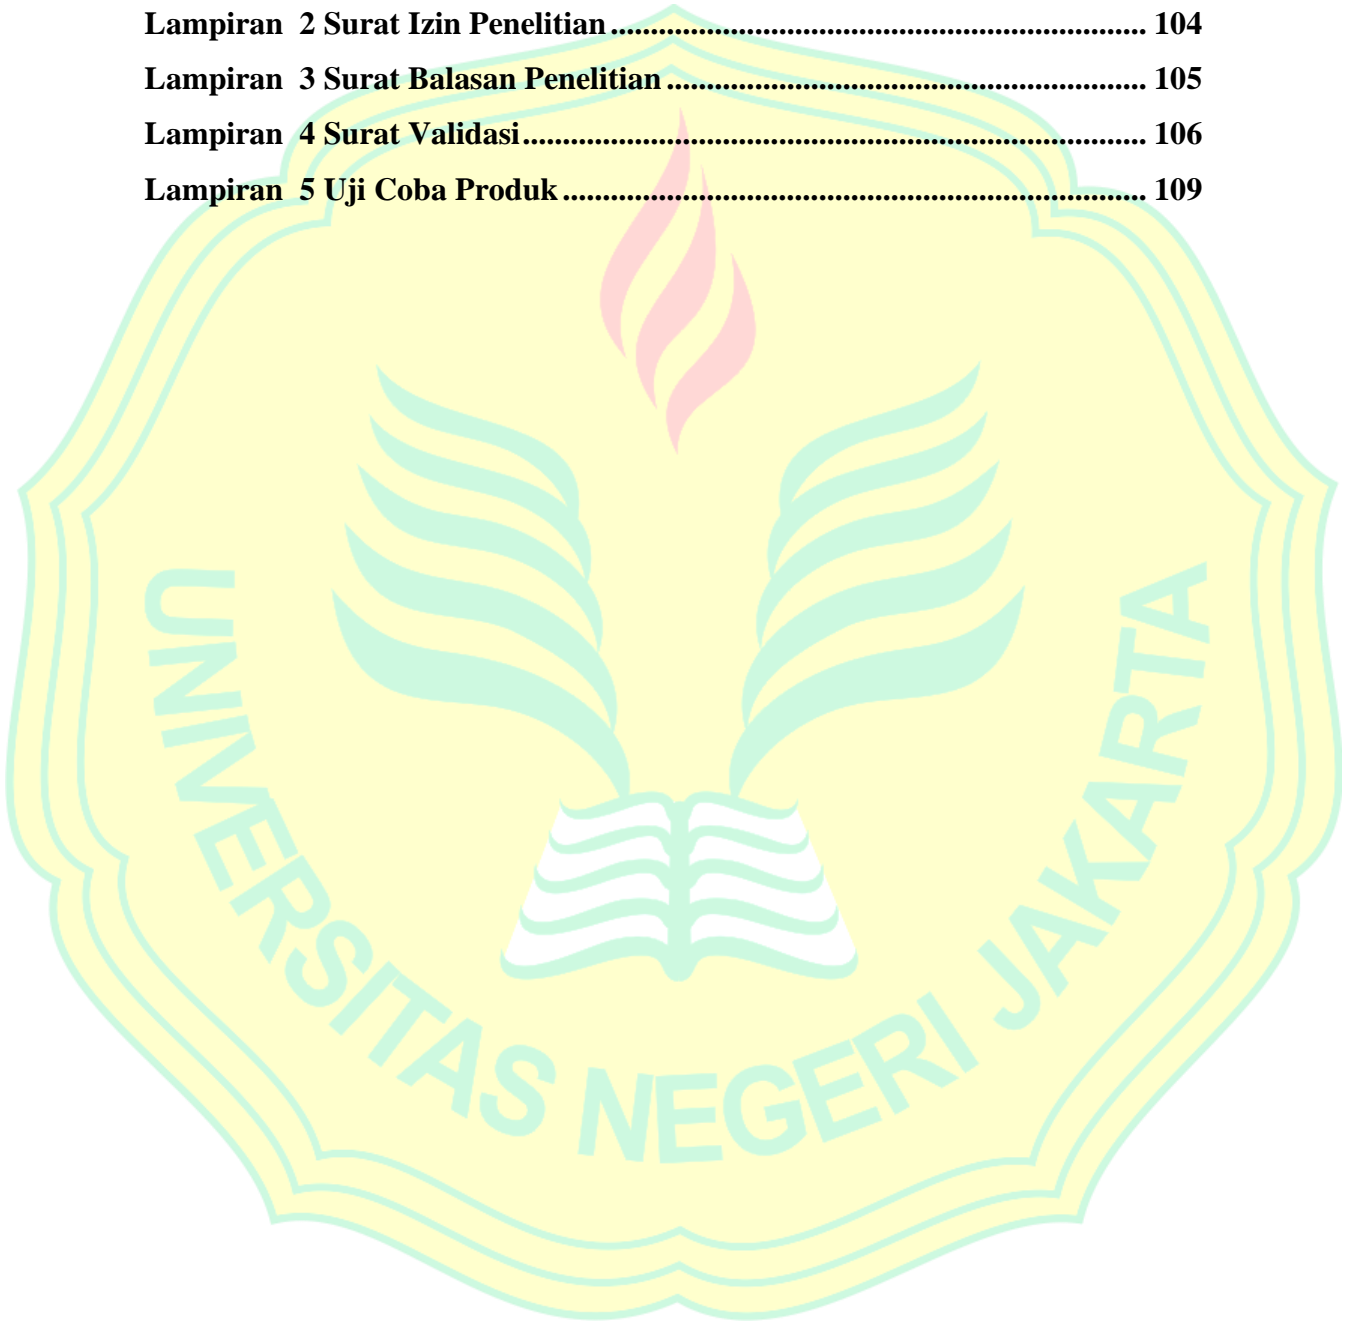 Lampiran  2 Surat Izin Penelitian.................................................................... 104
Lampiran  3 Surat Balasan Penelitian............................................................. 105
Lampiran  4 Surat Validasi............................................................................... 106
Lampiran  5 Uji Coba Produk.......................................................................... 109
UNIVERSITAS NEGERI JAKARTA